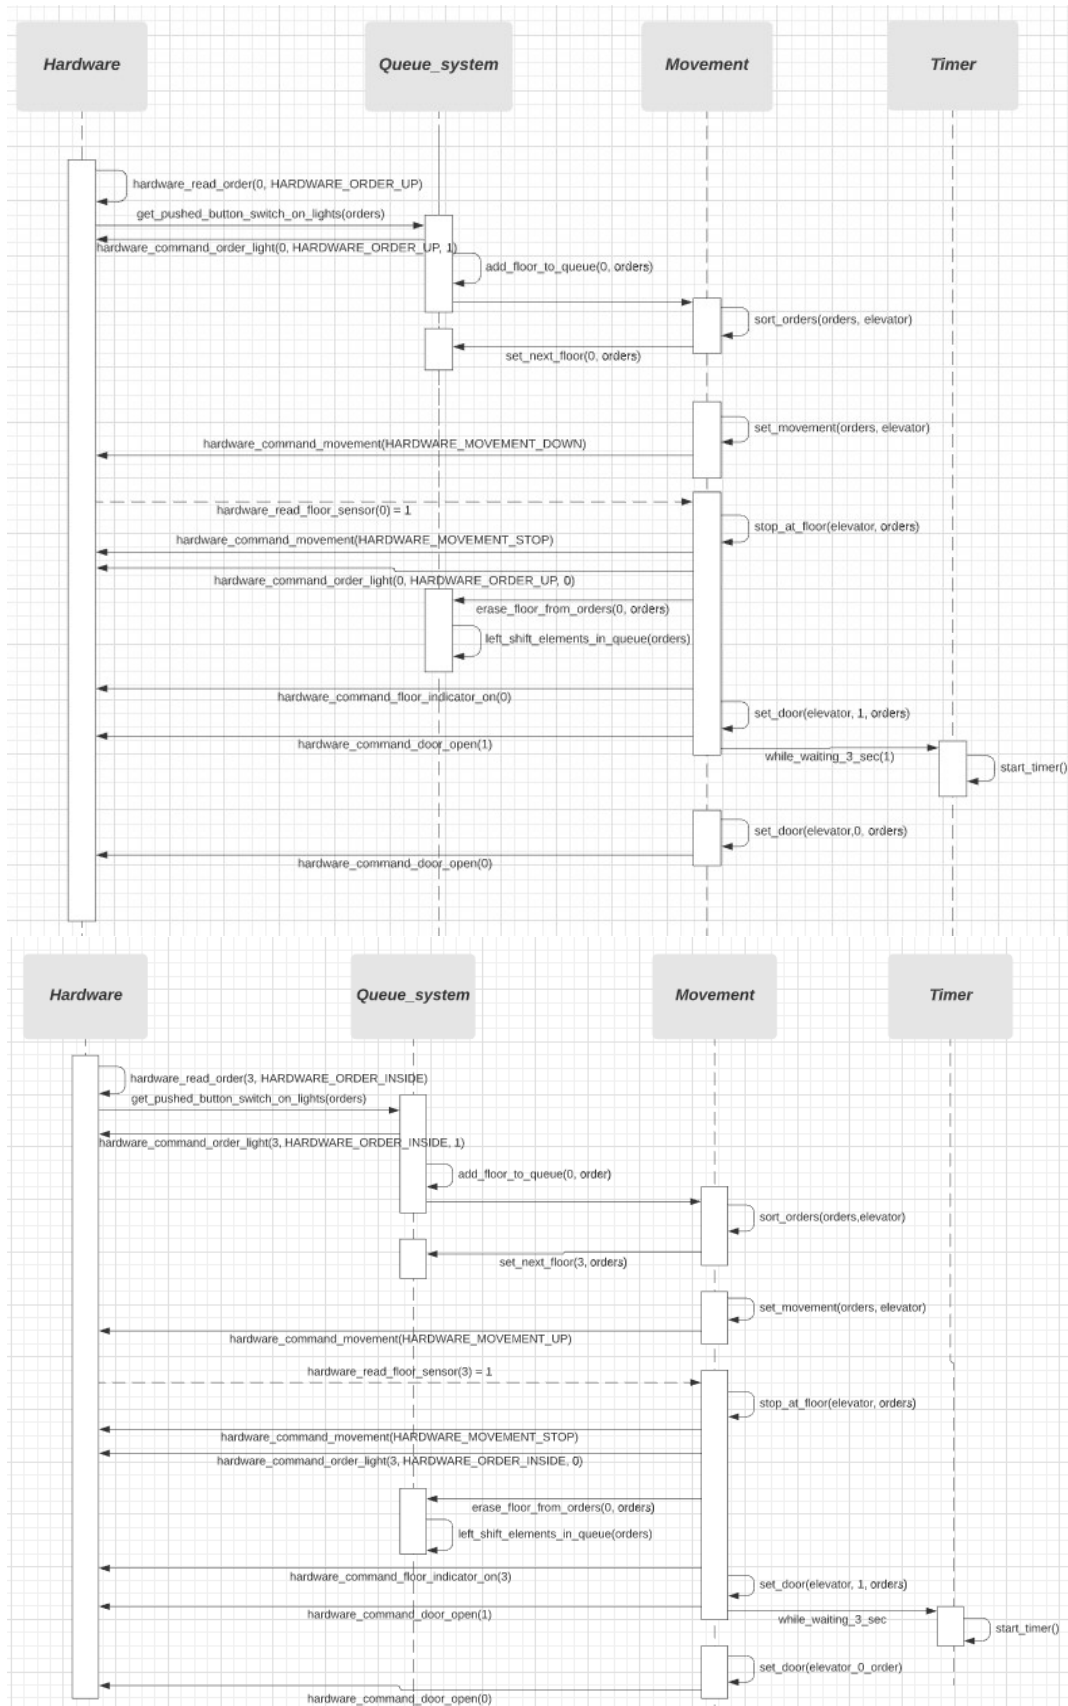 Hardware
Queue_system
Movement
Timer
hardware_read_order(0, HARDWARE_ORDER_UP)
get_pushed_button_switch_on_lights(orders)
hardware_command_order_light(0, HARDWARE_ORDER_UP, 1)
add_floor_to_queue(0, orders)
sort_orders(orders, elevator)
set_next_floor(0, orders)
set_movement(orders, elevator)
hardware_command_movement(HARDWARE_MOVEMENT_DOWN)
hardware_read_floor_sensor(0) = 1
stop_at_floor(elevator, orders)
hardware_command_movement(HARDWARE_MOVEMENT_STOP)
hardware_command_order_light(0, HARDWARE_ORDER_UP, 0)
erase_floor_from_orders(0, orders)
left_shift_elements_in_queue(orders)
hardware_command_floor_indicator_on(0)
set_door(elevator, 1, orders)
hardware_command_door_open(1)
while_waiting_3_sec(1)
start_timer()
set_door(elevator,0, orders)
hardware_command_door_open(0)
Hardware
Queue_system
Movement
Timer
hardware_read_order(3, HARDWARE_ORDER_INSIDE)
get_pushed_button_switch_on_lights(orders)
hardware_command_order_light(3, HARDWARE_ORDER_INSIDE, 1)
add_floor_to_queue(0, order)
sort_orders(orders,elevator)
set_next_floor(3, orders)
set_movement(orders, elevator)
hardware_command_movement(HARDWARE_MOVEMENT_UP)
hardware_read_floor_sensor(3) = 1
stop_at_floor(elevator, orders)
hardware_command_movement(HARDWARE_MOVEMENT_STOP)
hardware_command_order_light(3, HARDWARE_ORDER_INSIDE, 0)
erase_floor_from_orders(0, orders)
left_shift_elements_in_queue(orders)
hardware_command_floor_indicator_on(3)
set_door(elevator, 1, orders)
hardware_command_door_open(1)
while_waiting_3_sec
start_timer()
set_door(elevator_0_order)
hardware_command_door_open(0)